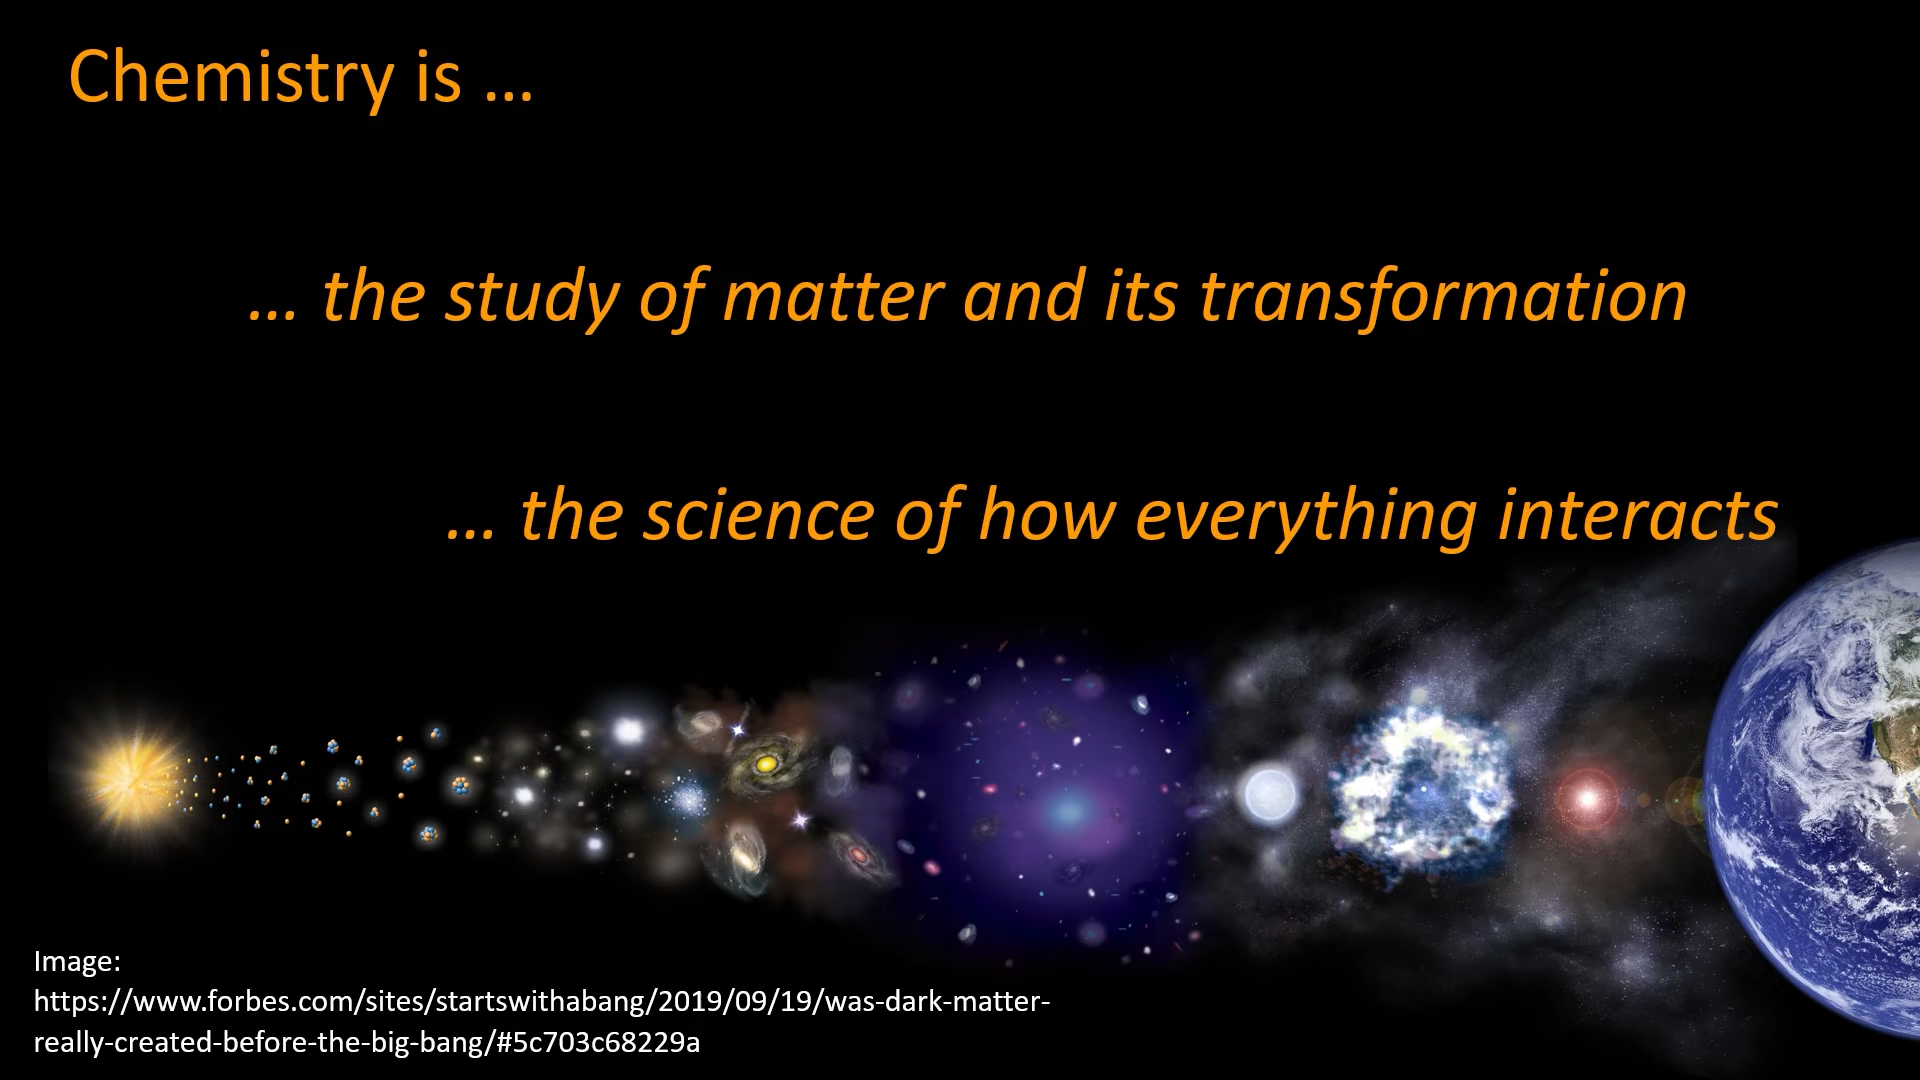 Chemistry is …
… the study of matter and its transformation
… the science of how everything interacts
Image:
https://www.forbes.com/sites/startswithabang/2019/09/19/was-dark-matter-
really-created-before-the-big-bang/#5c703c68229a